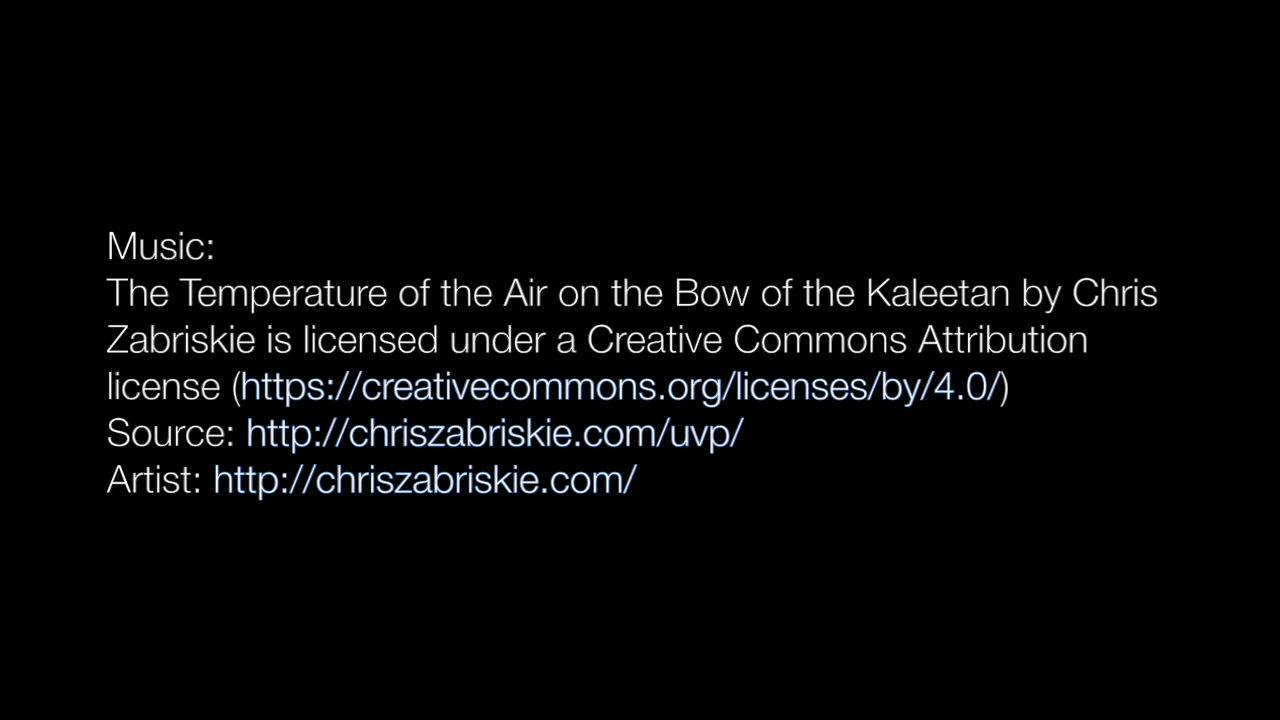 Music:
The Temperature of the Air on the Bow of the Kaleetan by Chris
Zabriskie is licensed under a Creative Commons Attribution
license (https://creativecommons.org/licenses/by/4.0/)
Source: http://chriszabriskie.com/uvp/
Artist: http://chriszabriskie.com/